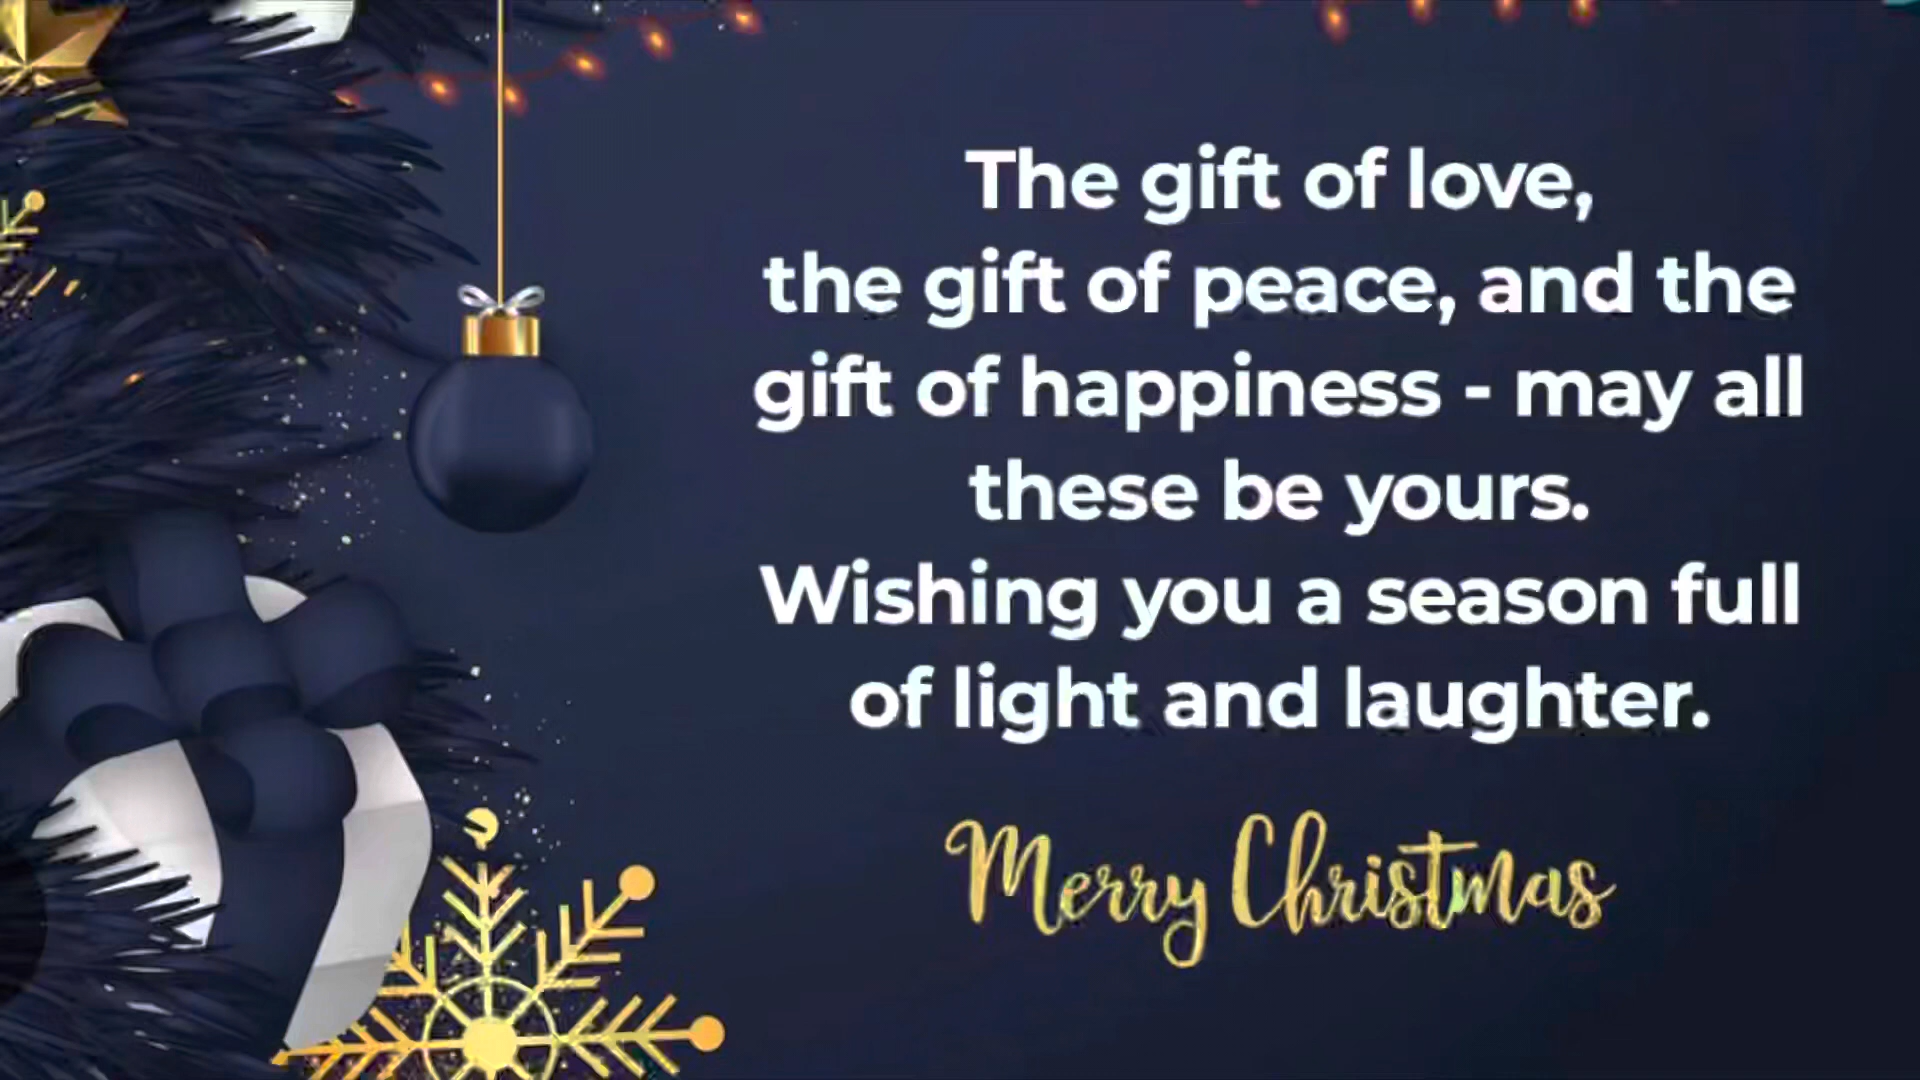 The gift of love,
the gift of peace, and the
gift of happiness - may all
these be yours.
Wishing you a season full
of light and laughter.
Merry Christmas